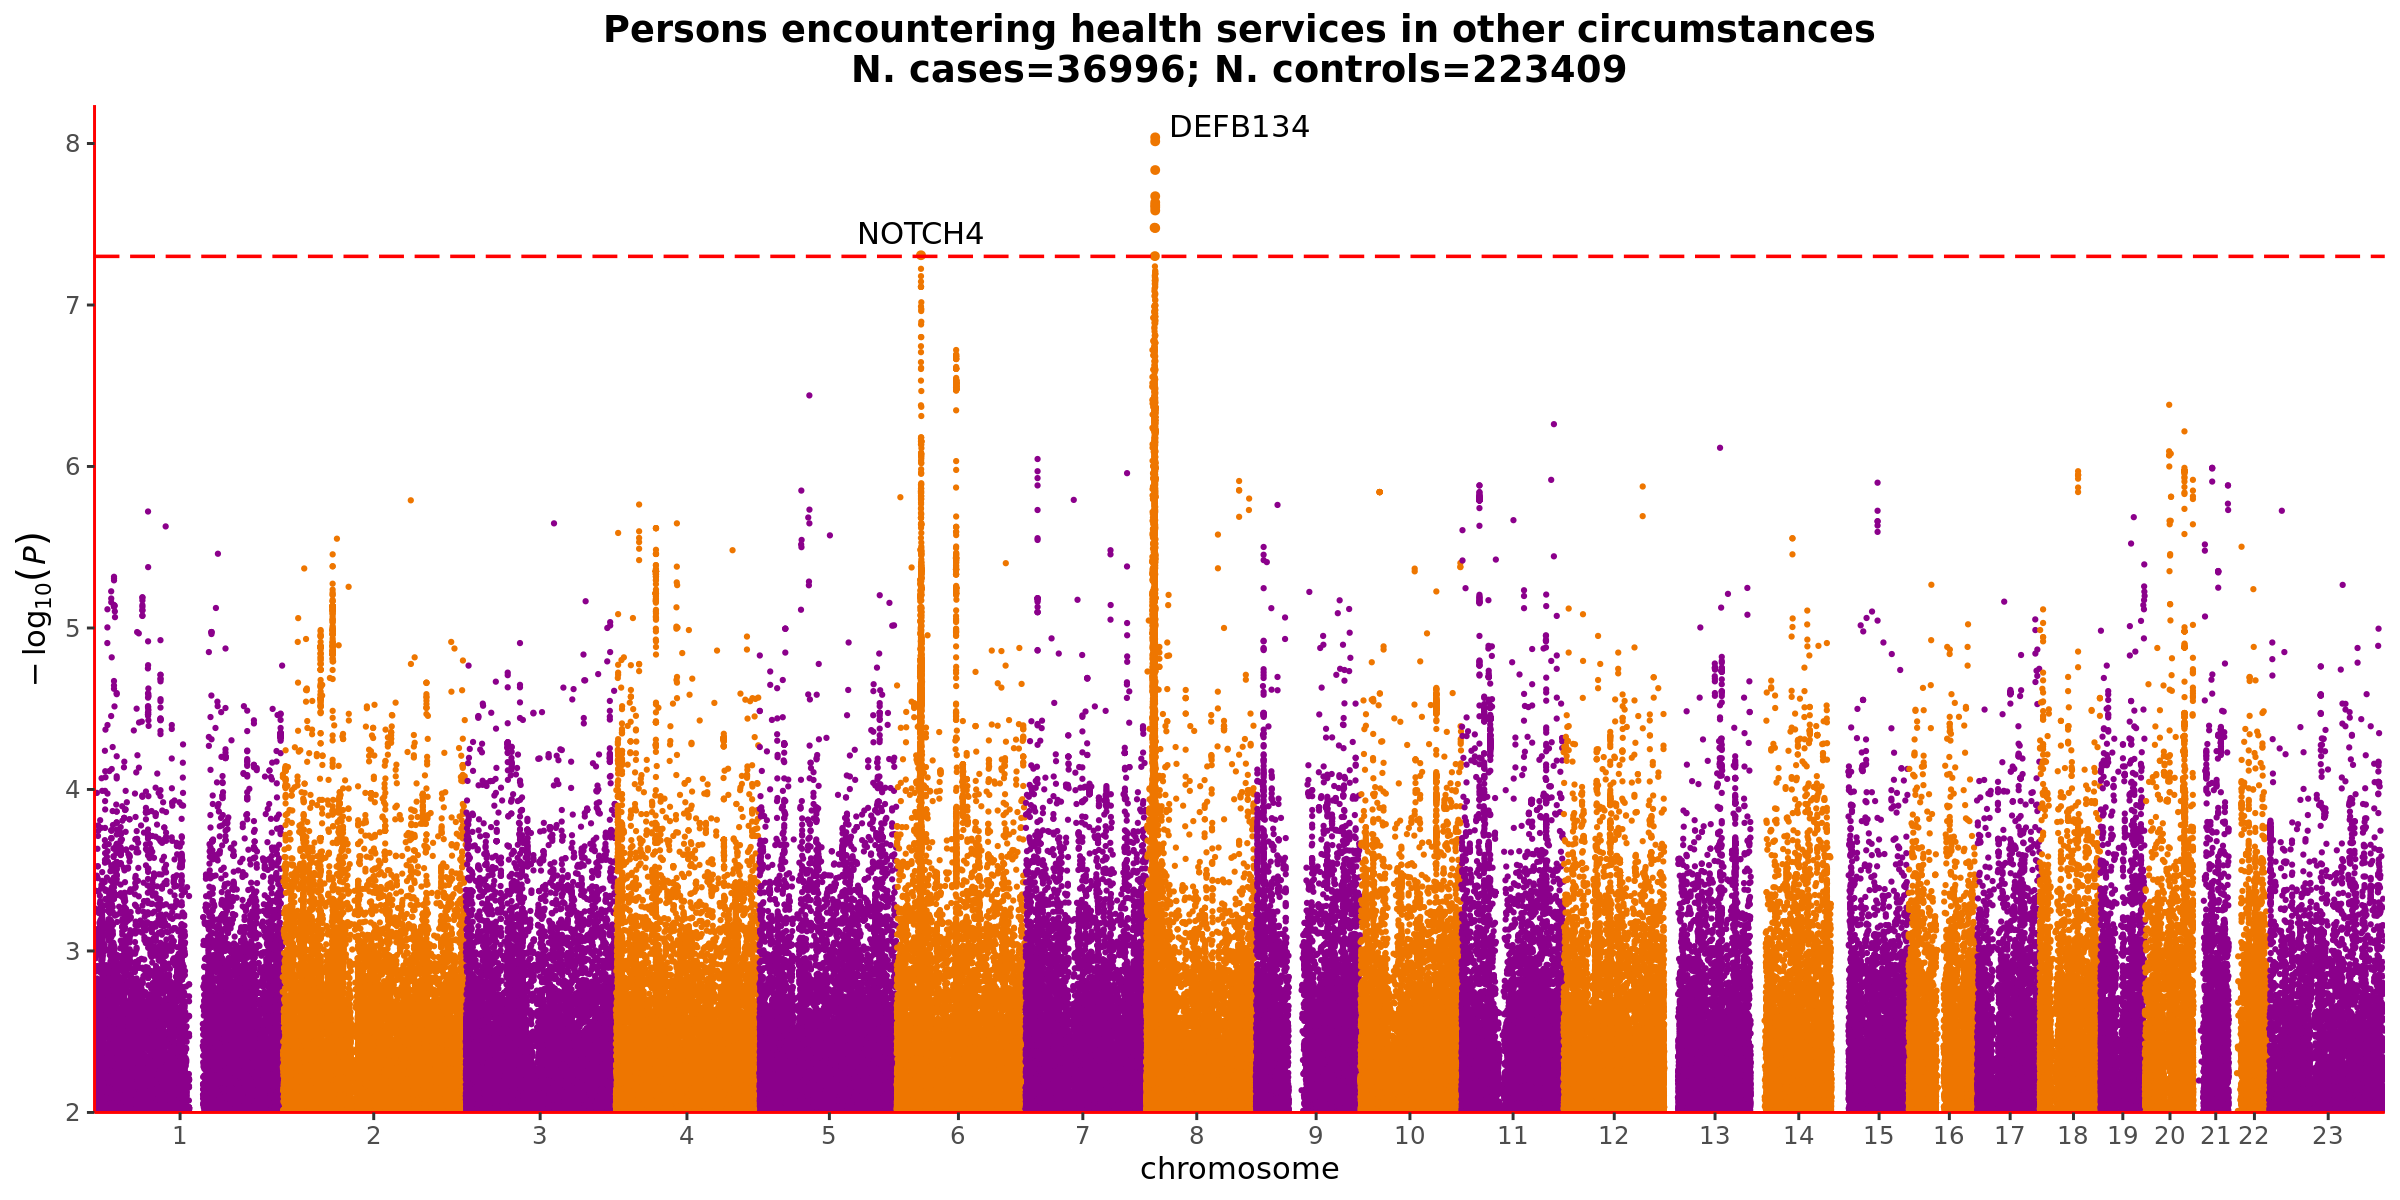 Persons encountering health services in other circumstances
N. cases=36996; N. controls=223409
DEFB134
NOTCH4
8
7
6
5
4
3
2
− log₁₀(P)
1 2 3 4 5 6 7 8 9 10 11 12 13 14 15 16 17 18 19 20 21 22 23
chromosome